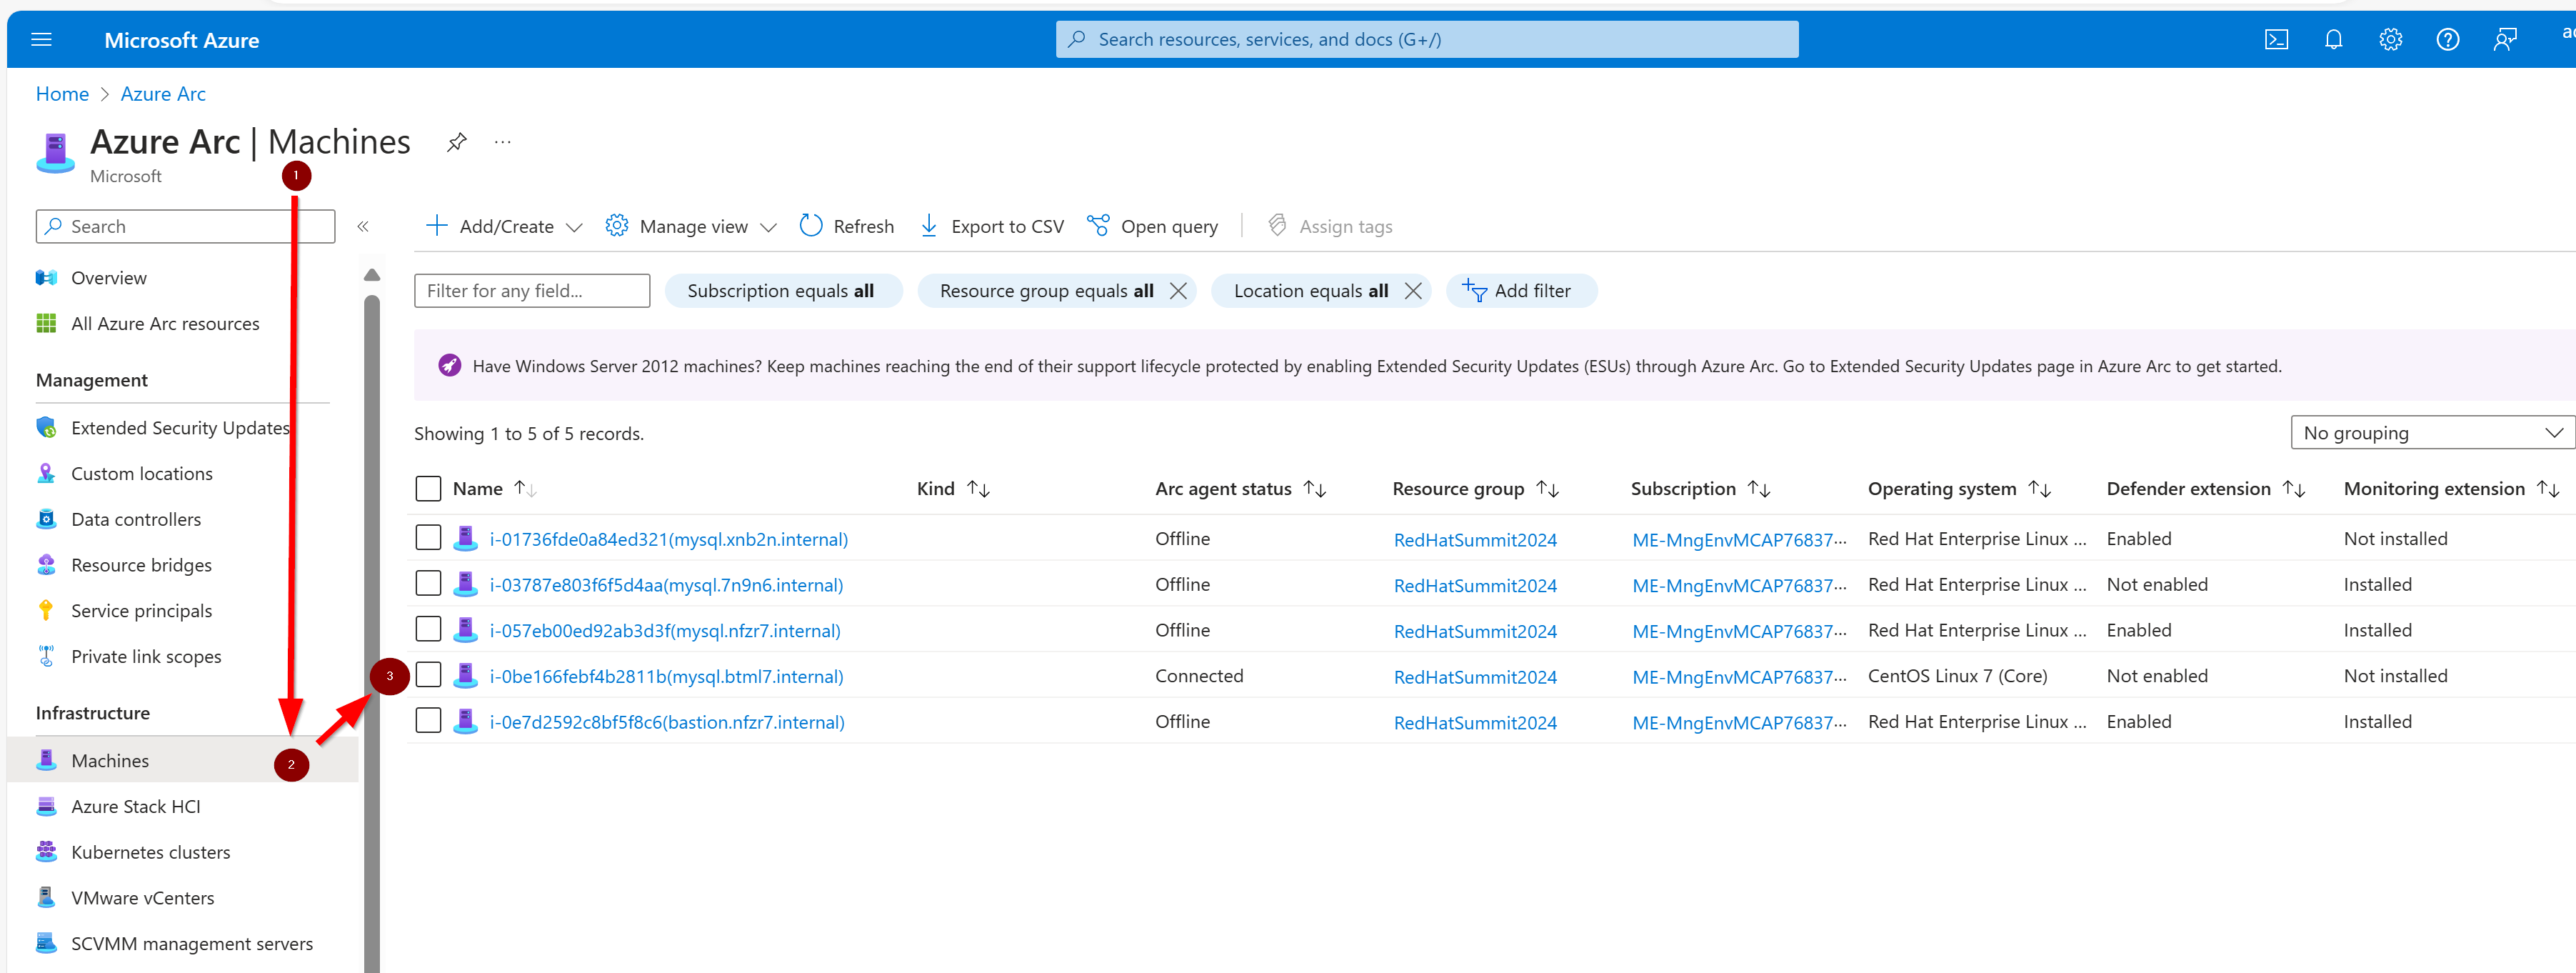 Microsoft Azure
Search resources, services, and docs (G+/)
Home > Azure Arc
Azure Arc | Machines
...
Microsoft
1
Search
«
Add/Create
Manage view
Refresh
Export to CSV
Open query
Assign tags
Overview
All Azure Arc resources
Management
Extended Security Updates
Custom locations
Data controllers
Resource bridges
Service principals
Private link scopes
Infrastructure
Machines
2
Azure Stack HCI
Kubernetes clusters
VMware vCenters
SCVMM management servers
Filter for any field...
Subscription equals all
Resource group equals all
Location equals all
Add filter
Have Windows Server 2012 machines? Keep machines reaching the end of their support lifecycle protected by enabling Extended Security Updates (ESUs) through Azure Arc. Go to Extended Security Updates page in Azure Arc to get started.
Showing 1 to 5 of 5 records.
No grouping
Name ↑↓ Kind ↑↓ Arc agent status ↑↓ Resource group ↑↓ Subscription ↑↓ Operating system ↑↓ Defender extension ↑↓ Monitoring extension ↑↓
i-01736fde0a84ed321(mysql.xnb2n.internal) Offline RedHatSummit2024 ME-MngEnvMCAP76837... Red Hat Enterprise Linux ... Enabled Not installed
i-03787e803f6f5d4aa(mysql.7n9n6.internal) Offline RedHatSummit2024 ME-MngEnvMCAP76837... Red Hat Enterprise Linux ... Not enabled Installed
i-057eb00ed92ab3d3f(mysql.nfzr7.internal) Offline RedHatSummit2024 ME-MngEnvMCAP76837... Red Hat Enterprise Linux ... Enabled Installed
3
i-0be166febf4b2811b(mysql.btml7.internal) Connected RedHatSummit2024 ME-MngEnvMCAP76837... CentOS Linux 7 (Core) Not enabled Not installed
i-0e7d2592c8bf5f8c6(bastion.nfzr7.internal) Offline RedHatSummit2024 ME-MngEnvMCAP76837... Red Hat Enterprise Linux ... Enabled Installed